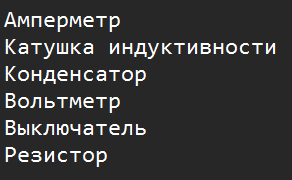 Амперметр
Катушка индуктивности
Конденсатор
Вольтметр
Выключатель
Резистор